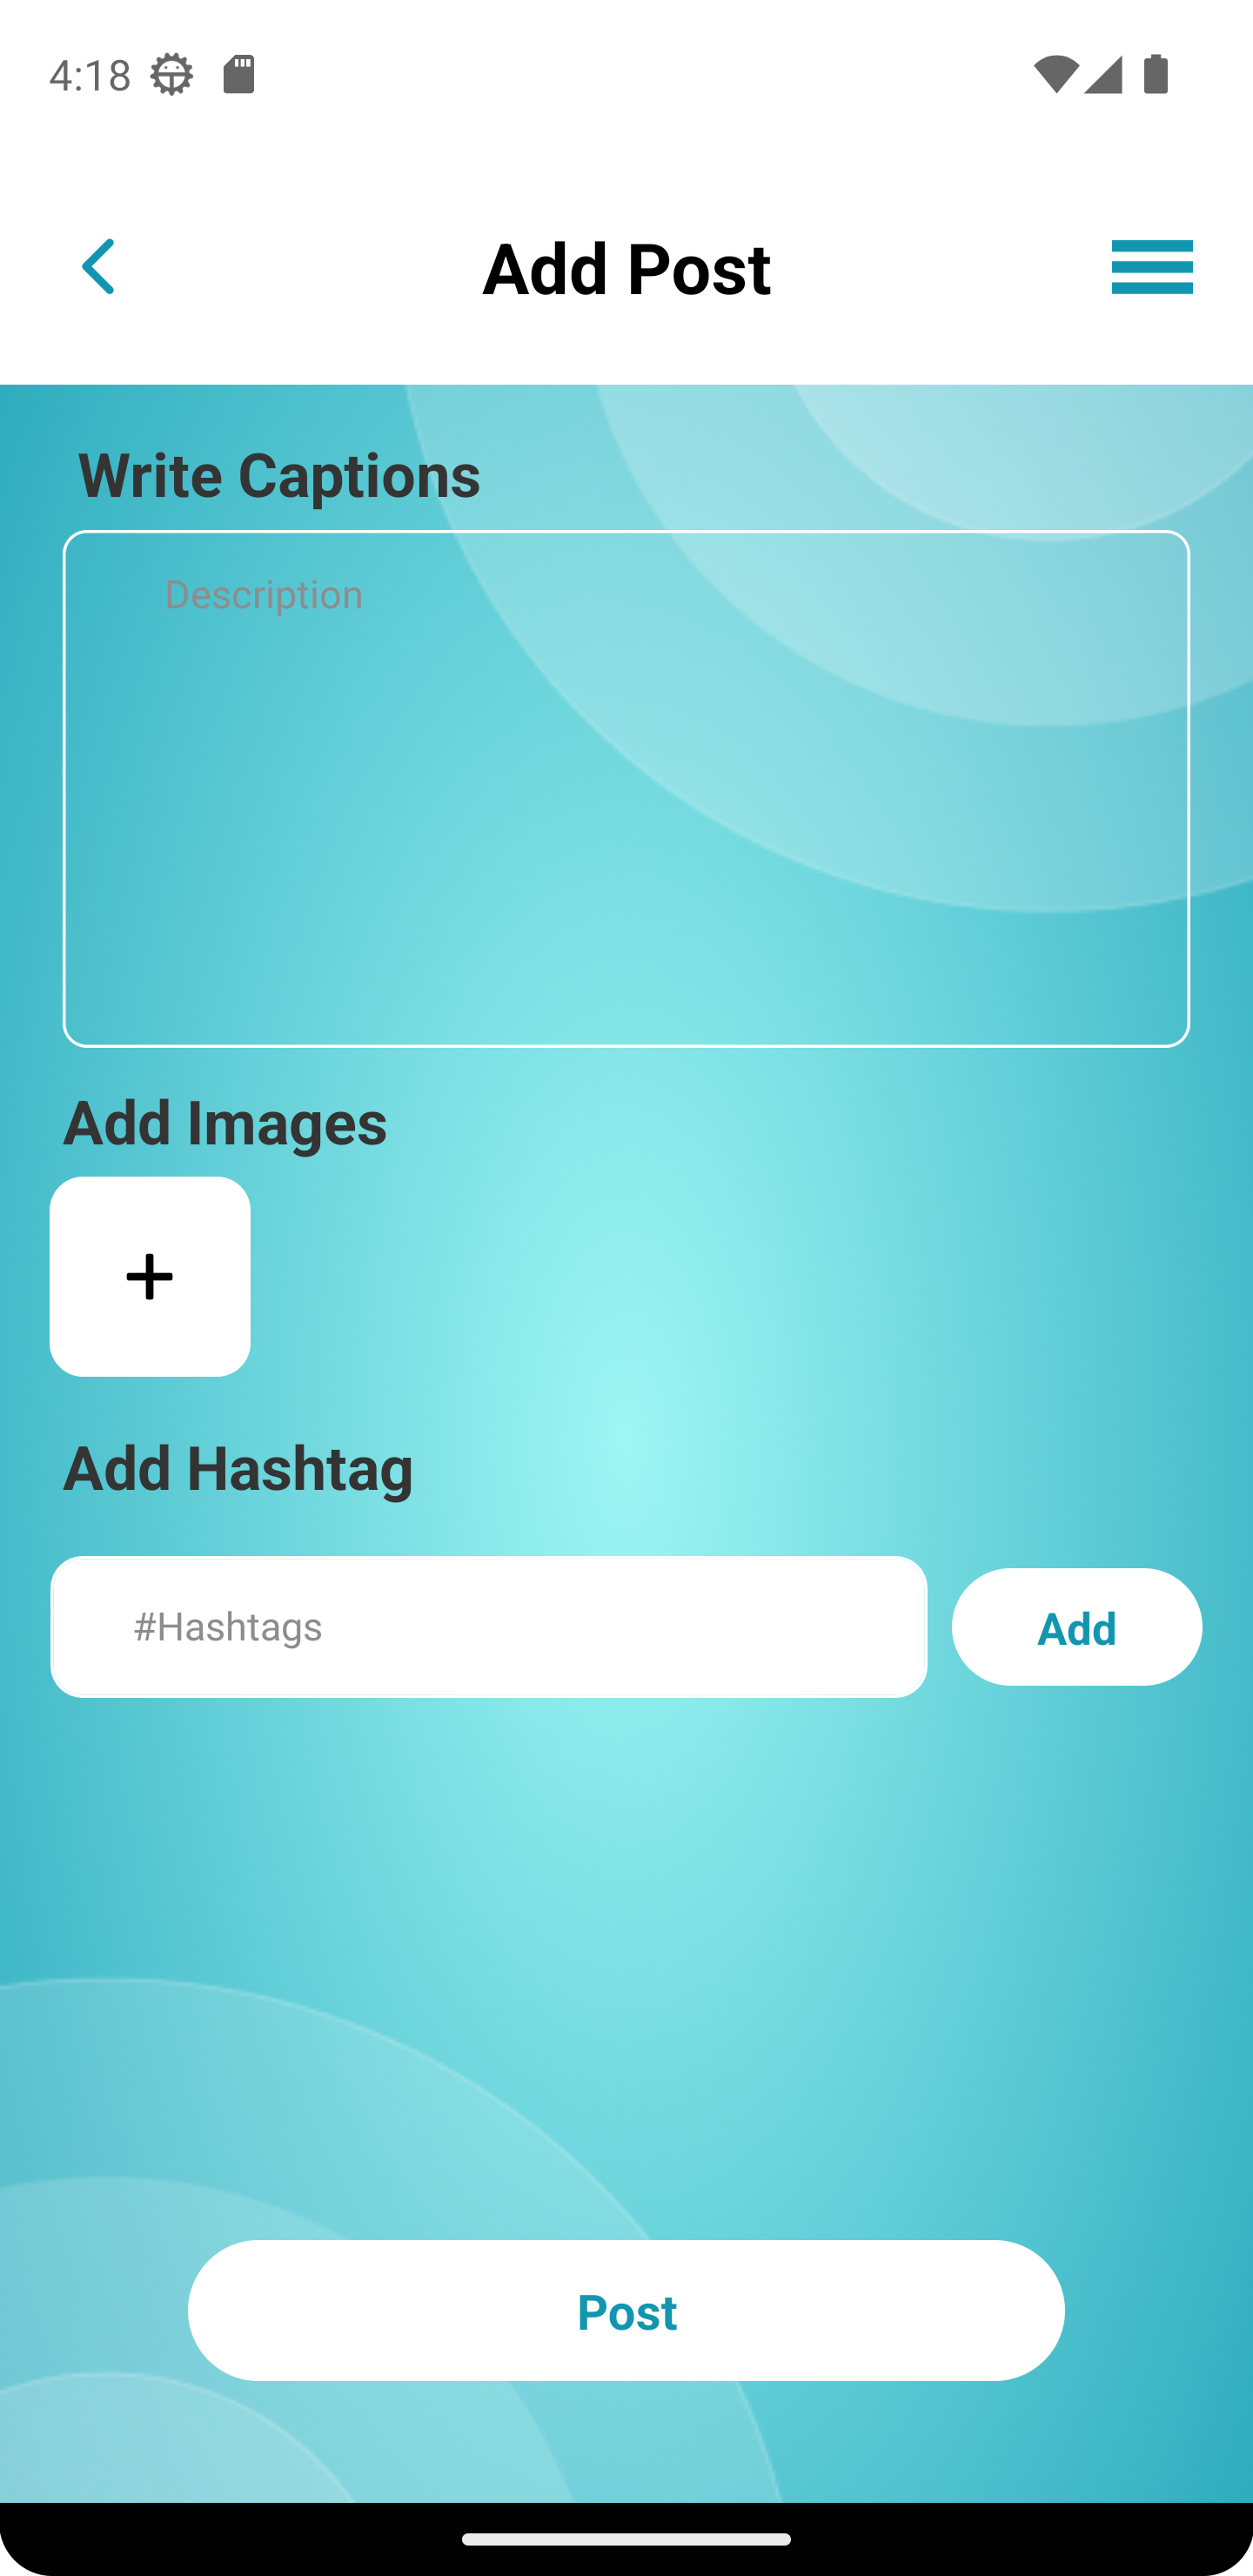 4:18
Add Post
Write Captions
Description
Add Images
Add Hashtag
#Hashtags
Add
Post